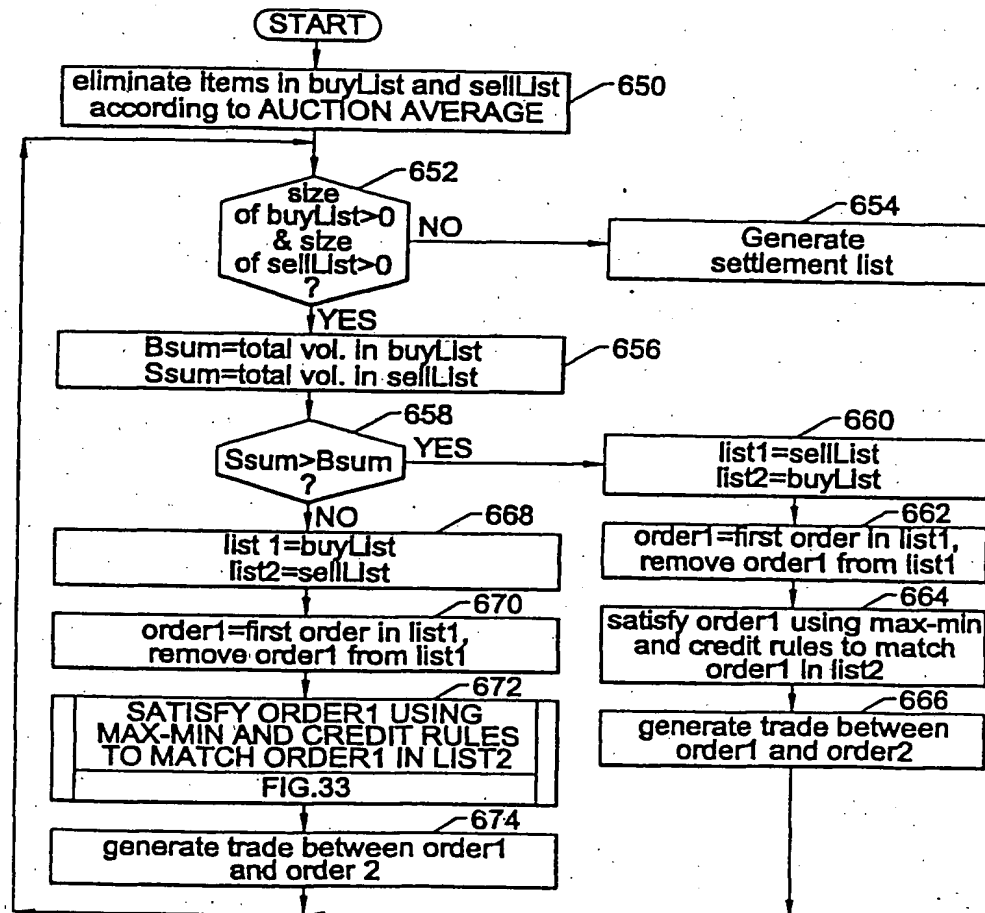 START
eliminate items in buyList and sellList
according to AUCTION AVERAGE
650
652
size
of buyList>0
& size
of sellList>0
?
NO
654
Generate
settlement list
YES
Bsum=total vol. in buyList
Ssum=total vol. in sellList
656
658
Ssum>Bsum
?
YES
660
list1=sellList
list2=buyList
NO
668
list 1=buyList
list2=sellList
662
order1=first order in list1,
remove order1 from list1
670
order1=first order in list1,
remove order1 from list1
664
satisfy order1 using max-min
and credit rules to match
order1 in list2
672
SATISFY ORDER1 USING
MAX-MIN AND CREDIT RULES
TO MATCH ORDER1 IN LIST2
FIG.33
666
generate trade between
order1 and order2
674
generate trade between order1
and order 2